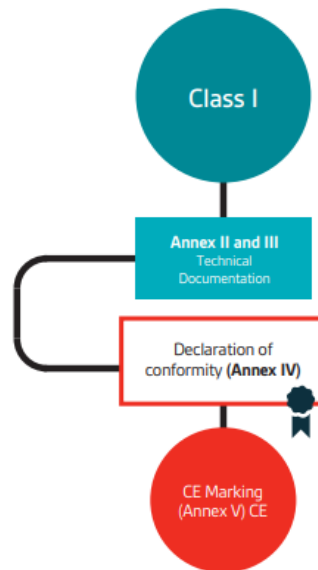 Class I
Annex II and III
Technical
Documentation
Declaration of
conformity (Annex IV)
CE Marking
(Annex V) CE